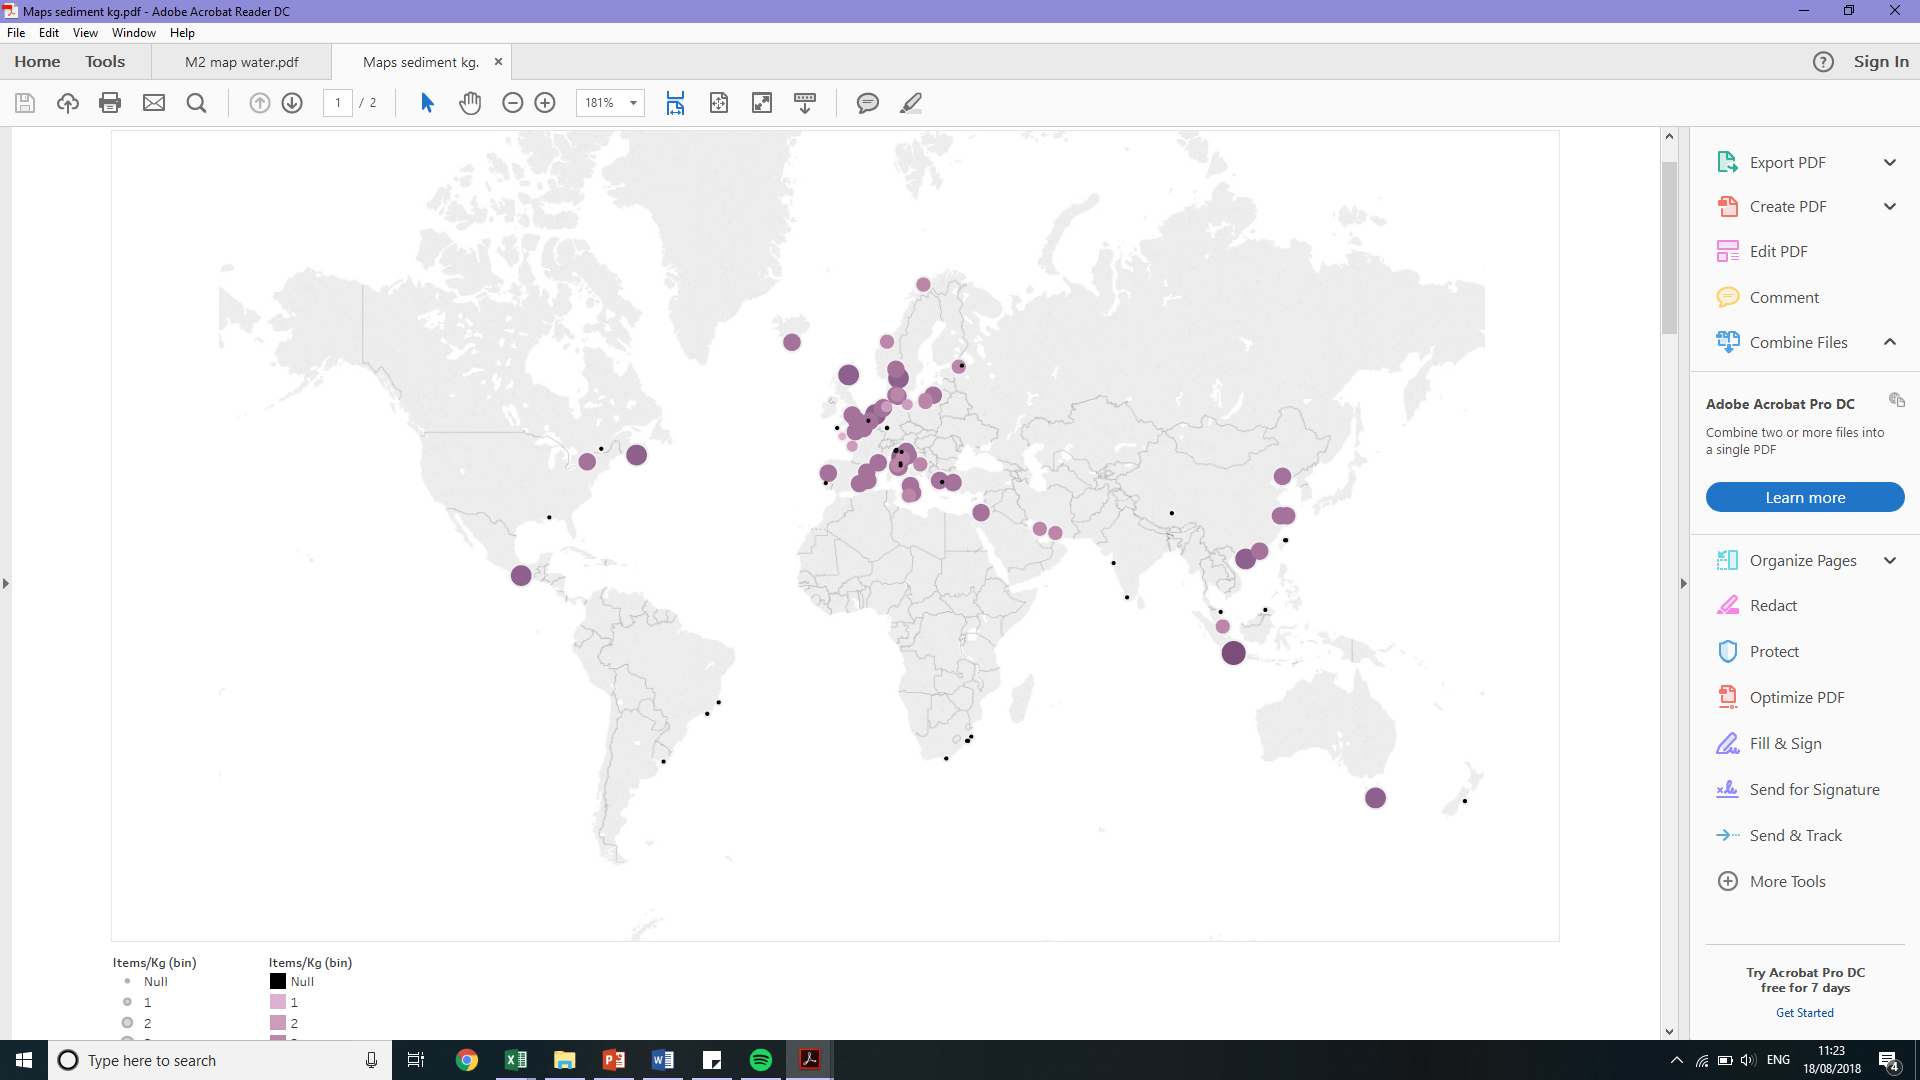 Maps sediment kg.pdf - Adobe Acrobat Reader DC
File Edit View Window Help
Home Tools M2 map water.pdf Maps sediment kg. × Sign In
1 / 2 181%
Export PDF
Create PDF
Edit PDF
Comment
Combine Files
Adobe Acrobat Pro DC
Combine two or more files into
a single PDF
Learn more
Organize Pages
Redact
Protect
Optimize PDF
Fill & Sign
Send for Signature
Send & Track
More Tools
Try Acrobat Pro DC
free for 7 days
Get Started
Items/Kg (bin)
Null
1
2
Items/Kg (bin)
Null
1
2
Type here to search
ENG
11:23
18/08/2018
4